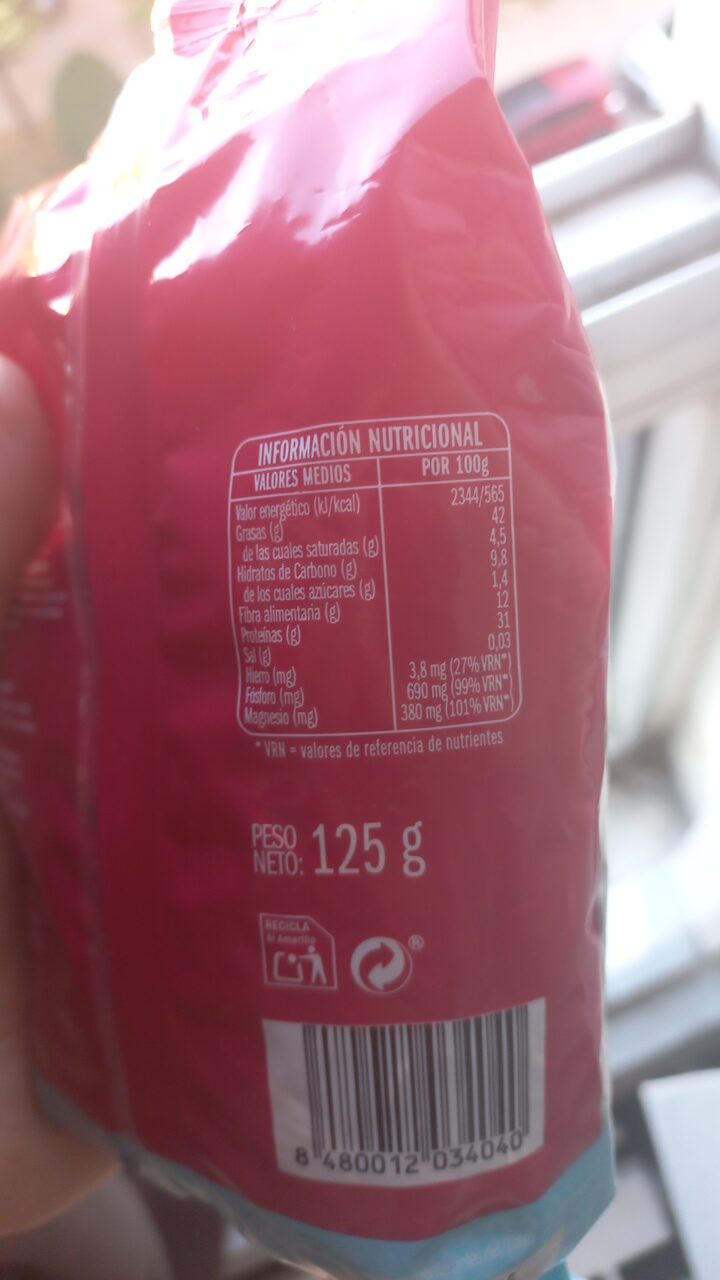 INFORMACIÓN NUTRICIONAL
VALORES MEDIOS POR 100g
Valor energético (kJ/kcal) 2344/565
Grasas (g) 42
de las cuales saturadas (g) 4,5
Hidratos de Carbono (g) 9,8
de los cuales azúcares (g) 1,4
Fibra alimentaria (g) 12
Proteínas (g) 31
Sal (g) 0,03
Hierro (mg) 3,8 mg (27% VRN*)
Fósforo (mg) 690 mg (99% VRN*)
Magnesio (mg) 380 mg (101% VRN*)
* VRN = valores de referencia de nutrientes
PESO
NETO: 125 g
RECICLA
Al Amarillo
®
8 480012 034040